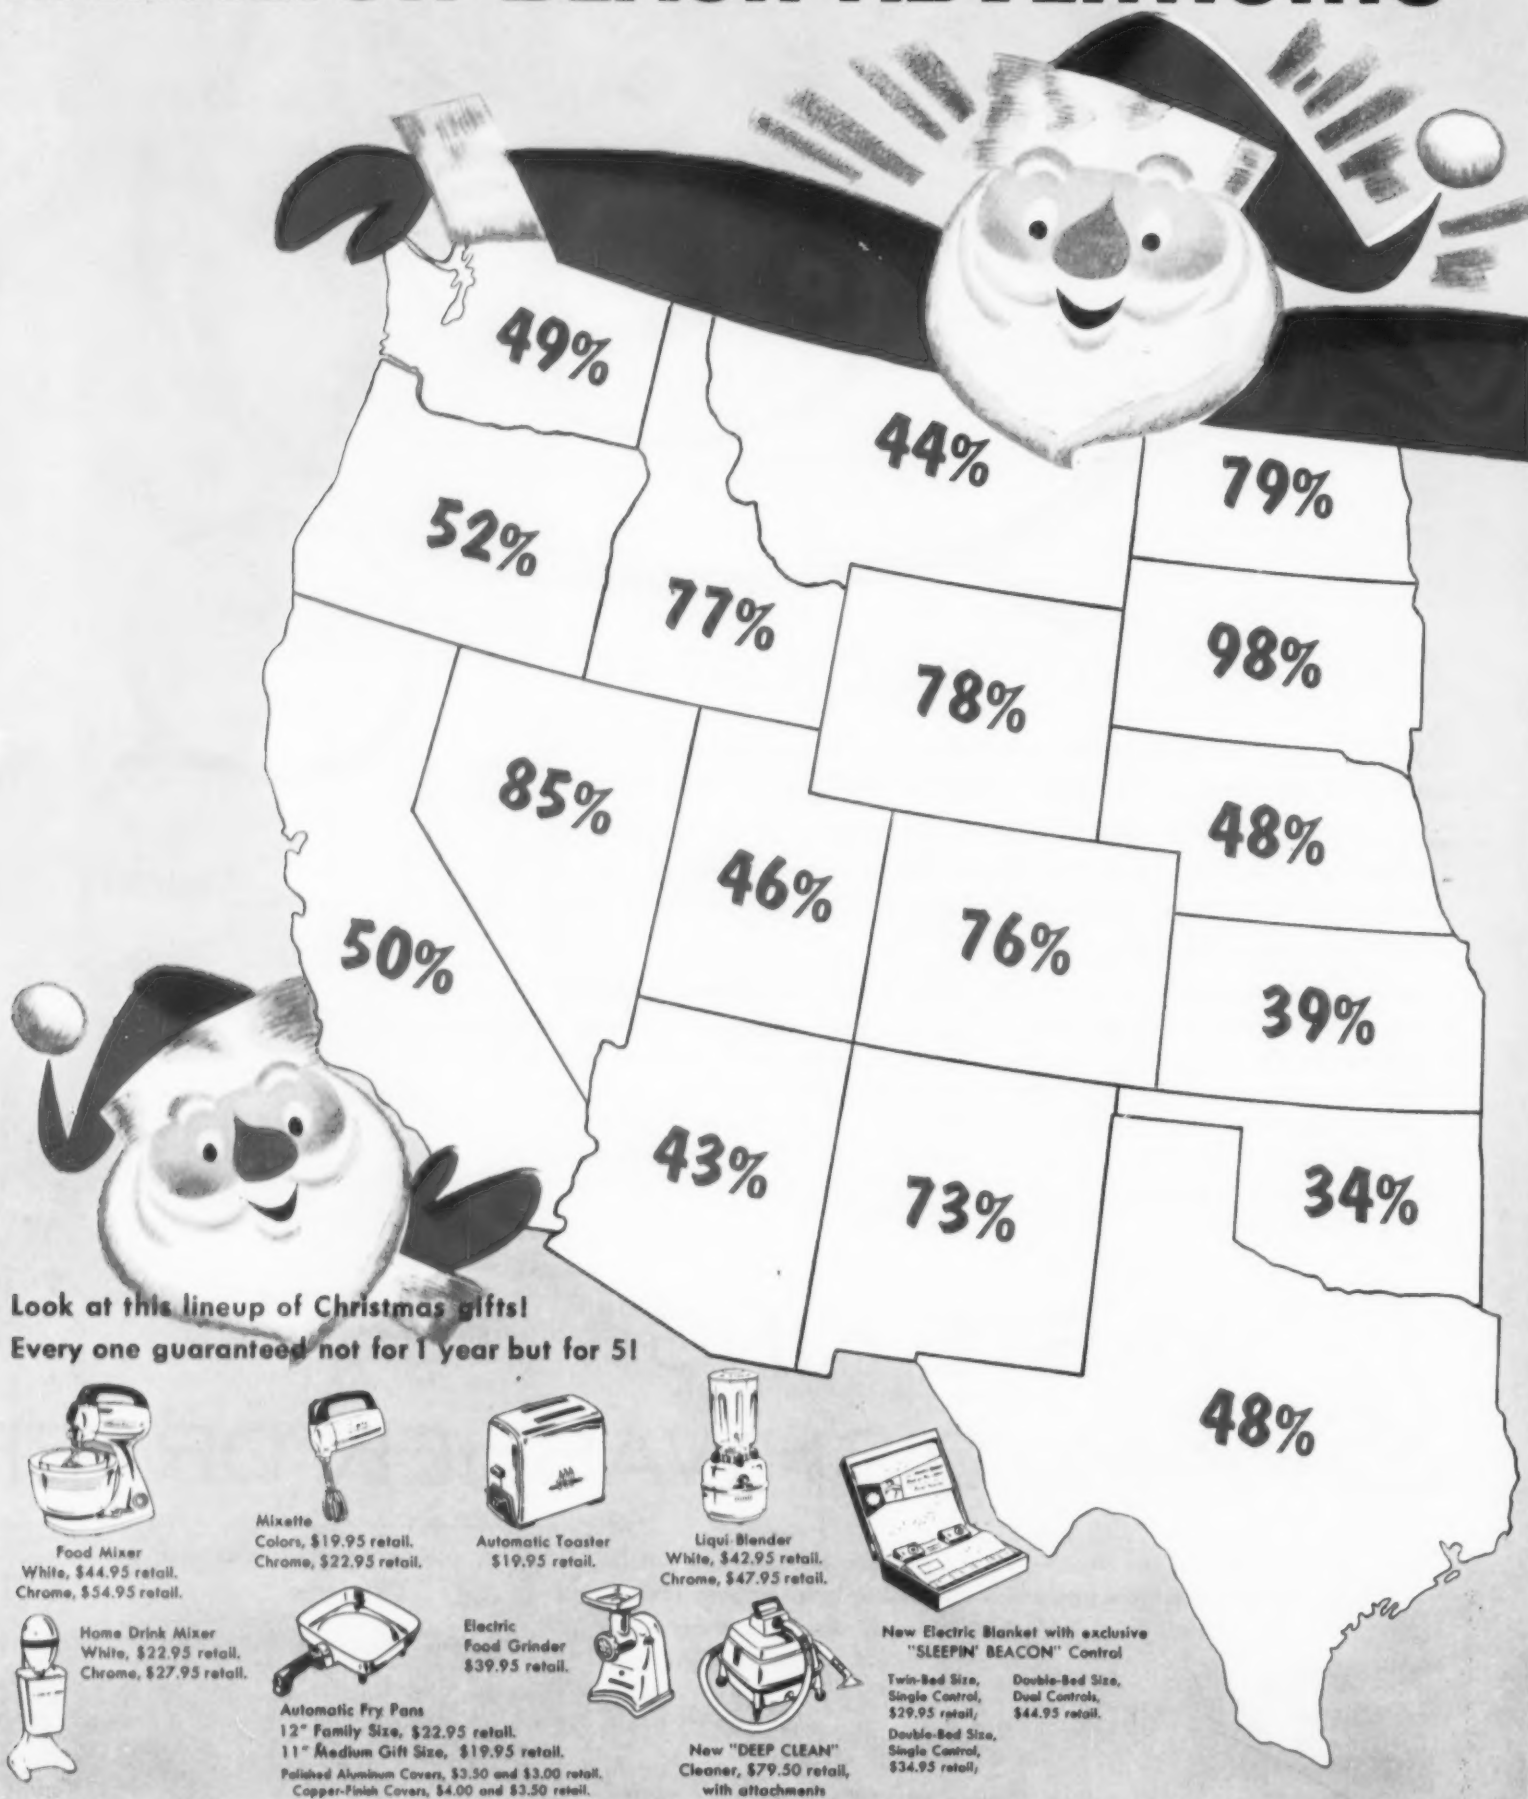 49%
44%
79%
52%
77%
98%
78%
85%
48%
46%
76%
50%
39%
43%
34%
73%
48%
Look at this lineup of Christmas gifts!
Every one guaranteed not for 1 year but for 5!
Food Mixer
White, $44.95 retail.
Chrome, $54.95 retail.
Mixette
Colors, $19.95 retail.
Chrome, $22.95 retail.
Automatic Toaster
$19.95 retail.
Liqui-Blender
White, $42.95 retail.
Chrome, $47.95 retail.
Home Drink Mixer
White, $22.95 retail.
Chrome, $27.95 retail.
Automatic Fry Pans
12" Family Size, $22.95 retail.
11" Medium Gift Size, $19.95 retail.
Polished Aluminum Covers, $3.50 and $3.00 retail.
Copper-Finish Covers, $4.00 and $3.50 retail.
Electric
Food Grinder
$39.95 retail.
New "DEEP CLEAN"
Cleaner, $79.50 retail,
with attachments
New Electric Blanket with exclusive
"SLEEPIN' BEACON" Control
Twin-Bed Size,
Single Control,
$29.95 retail;
Double-Bed Size,
Single Control,
$34.95 retail;
Double-Bed Size,
Dual Controls,
$44.95 retail.